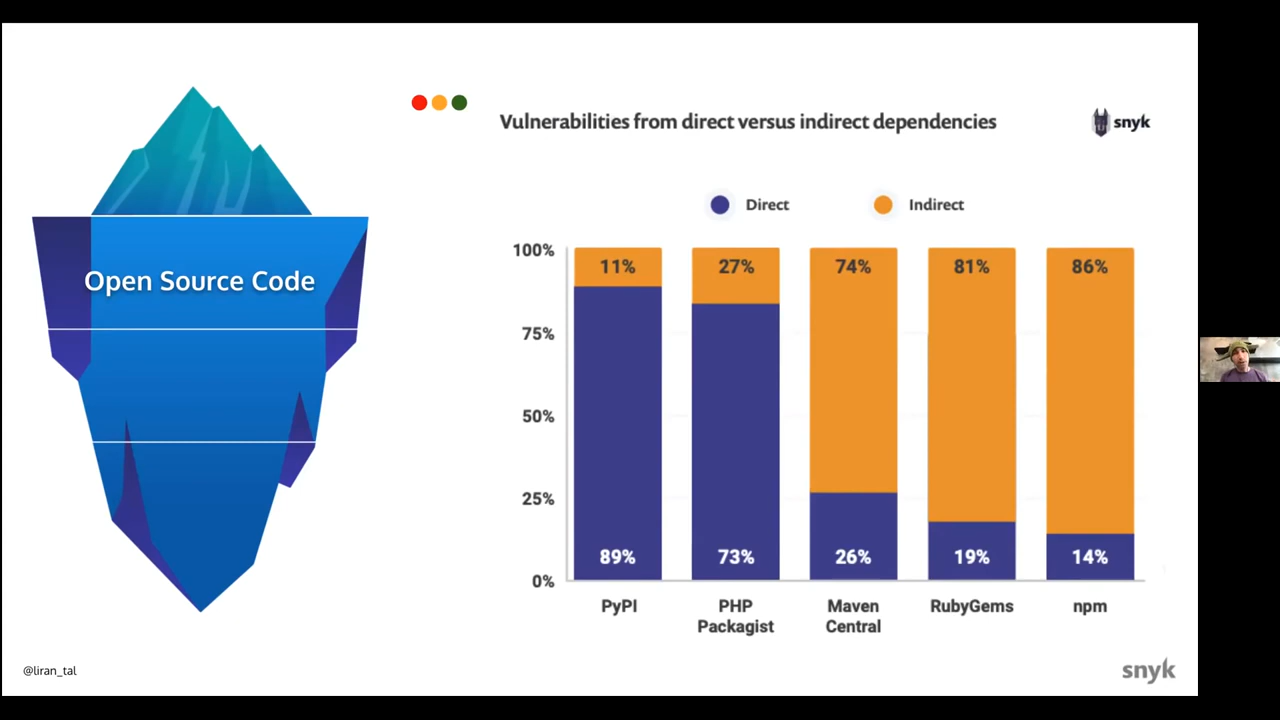 Vulnerabilities from direct versus indirect dependencies
snyk
Direct
Indirect
Open Source Code
100%
75%
50%
25%
0%
11%
27%
74%
81%
86%
89%
73%
26%
19%
14%
PyPI
PHP
Packagist
Maven
Central
RubyGems
npm
@liran_tal
snyk